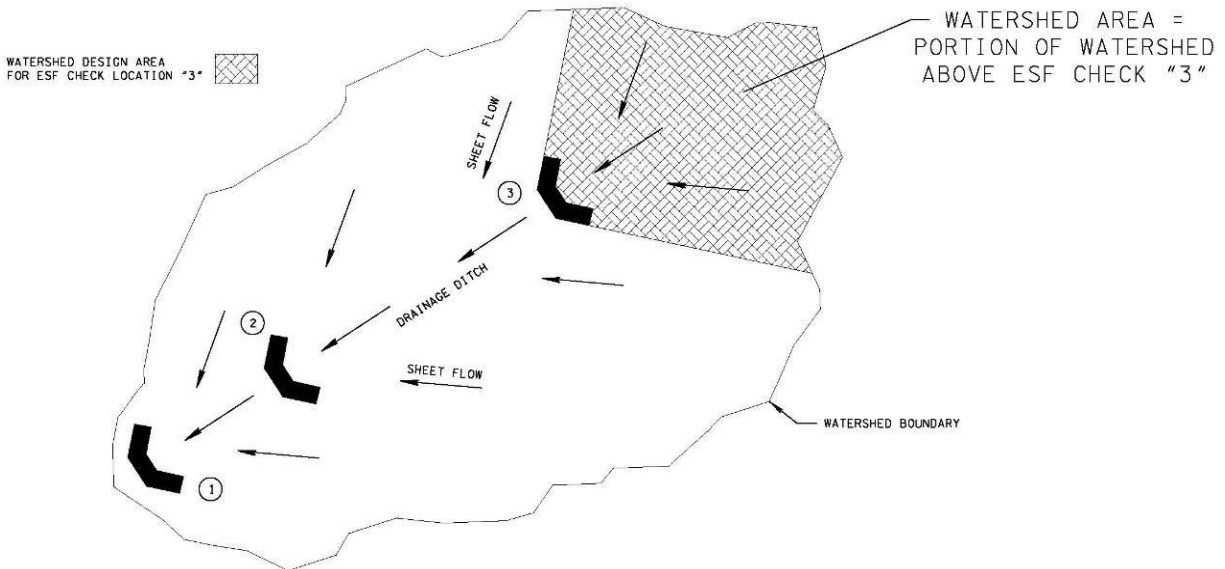 WATERSHED DESIGN AREA
FOR ESF CHECK LOCATION "3"
WATERSHED AREA =
PORTION OF WATERSHED
ABOVE ESF CHECK "3"
SHEET FLOW
3
DRAINAGE DITCH
2
SHEET FLOW
WATERSHED BOUNDARY
1